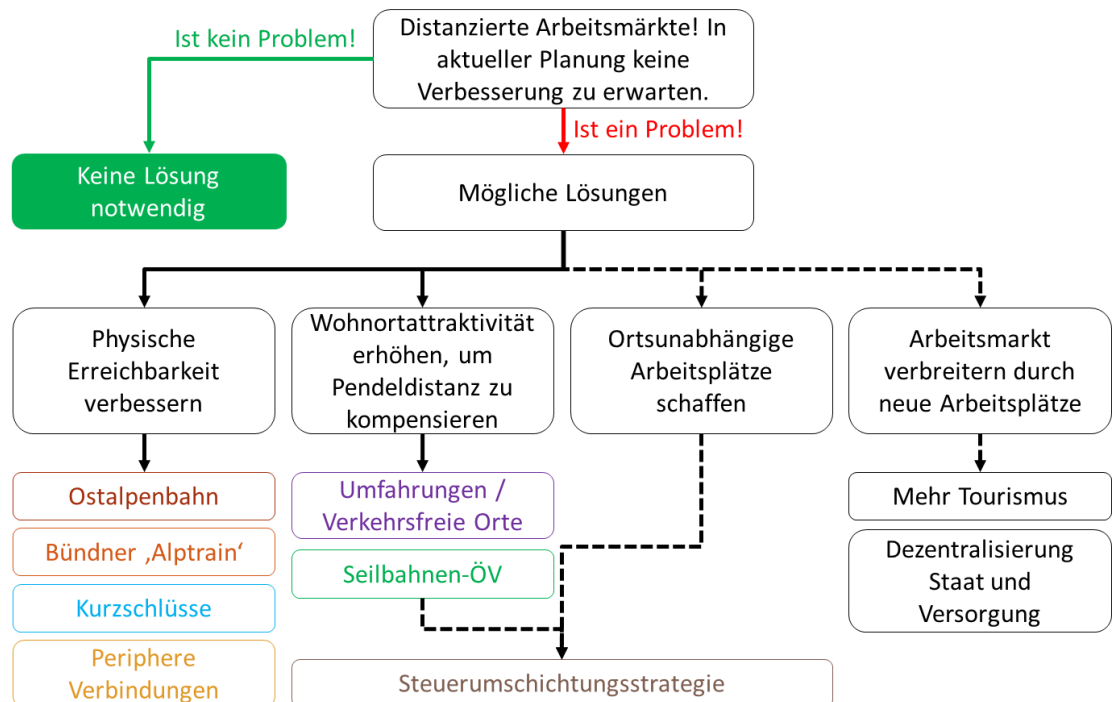 Distanzierte Arbeitsmärkte! In
aktueller Planung keine
Verbesserung zu erwarten.
Ist kein Problem!
Ist ein Problem!
Keine Lösung
notwendig
Mögliche Lösungen
Physische
Erreichbarkeit
verbessern
Wohnortattraktivität
erhöhen, um
Pendeldistanz zu
kompensieren
Ortsunabhängige
Arbeitsplätze
schaffen
Arbeitsmarkt
verbreitern durch
neue Arbeitsplätze
Ostalpenbahn
Bündner ‚Alptrain‘
Kurzschlüsse
Periphere
Verbindungen
Umfahrungen /
Verkehrsfreie Orte
Seilbahnen-ÖV
Mehr Tourismus
Dezentralisierung
Staat und
Versorgung
Steuerumschichtungsstrategie